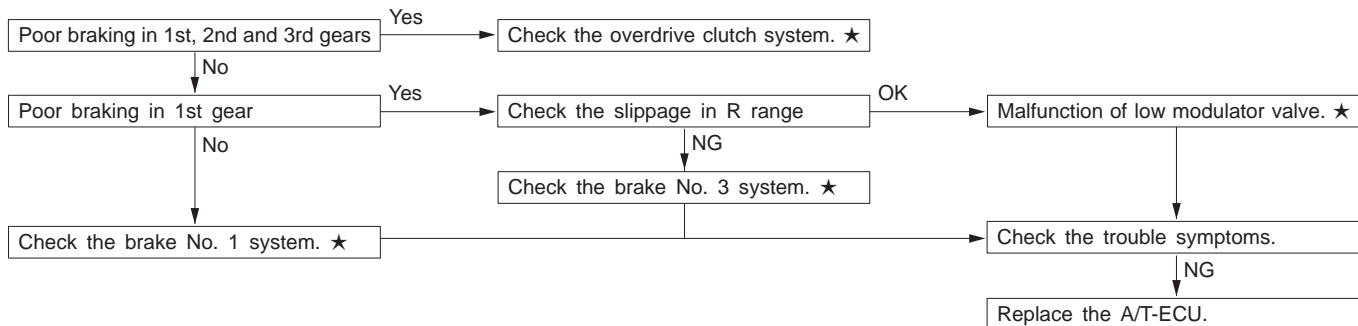 Poor braking in 1st, 2nd and 3rd gears
Yes
Check the overdrive clutch system. ★
No
Poor braking in 1st gear
Yes
Check the slippage in R range
OK
Malfunction of low modulator valve. ★
No
NG
Check the brake No. 3 system. ★
Check the brake No. 1 system. ★
Check the trouble symptoms.
NG
Replace the A/T-ECU.